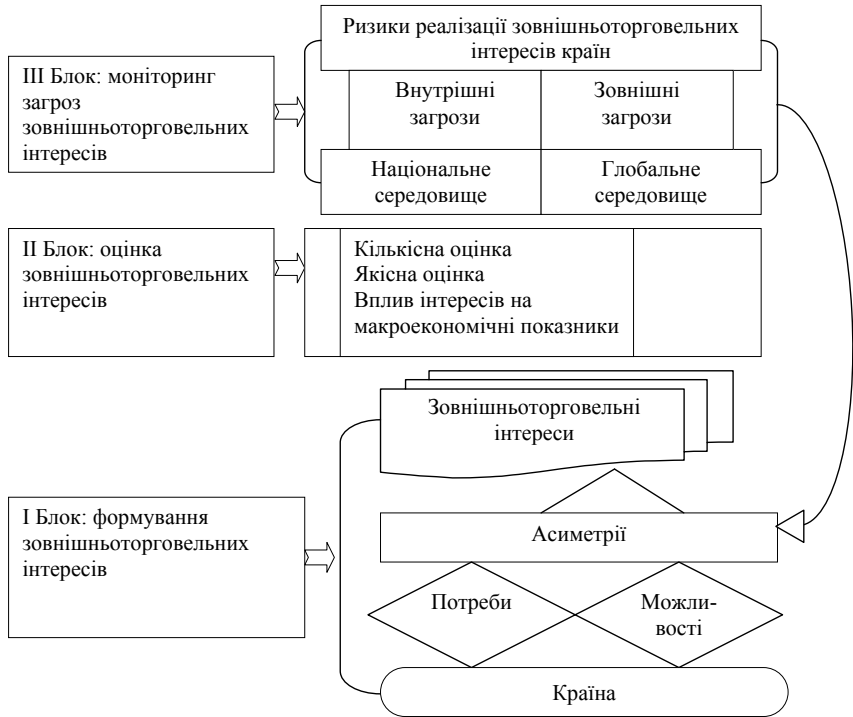 Ризики реалізації зовнішньоторговельних
інтересів країн
III Блок: моніторинг
загроз
зовнішньоторговельних
інтересів
Внутрішні
загрози
Зовнішні
загрози
Національне
середовище
Глобальне
середовище
II Блок: оцінка
зовнішньоторговельних
інтересів
Кількісна оцінка
Якісна оцінка
Вплив інтересів на
макроекономічні показники
Зовнішньоторговельні
інтереси
I Блок: формування
зовнішньоторговельних
інтересів
Асиметрії
Потреби
Можли-
вості
Країна